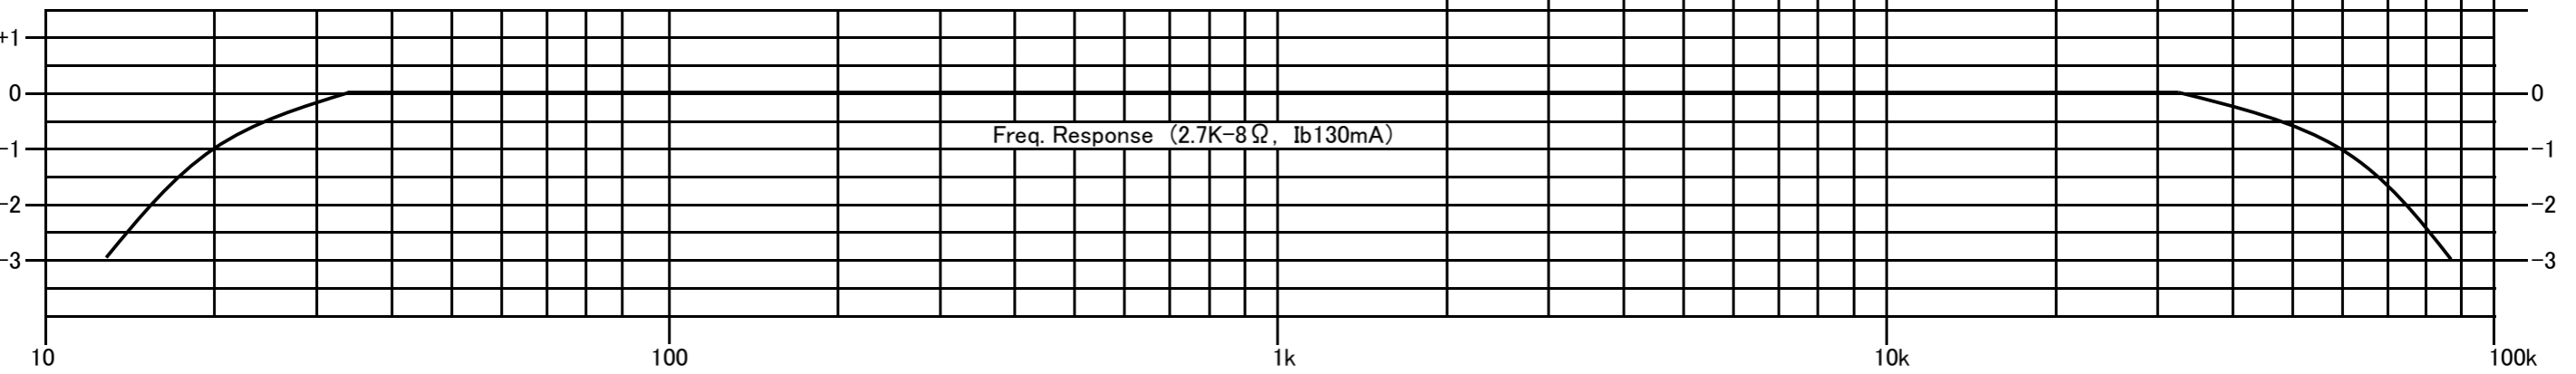 +1
0 0
-1 -1
-2 -2
-3 -3
Freq. Response (2.7K-8Ω, Ib130mA)
10 100 1k 10k 100k